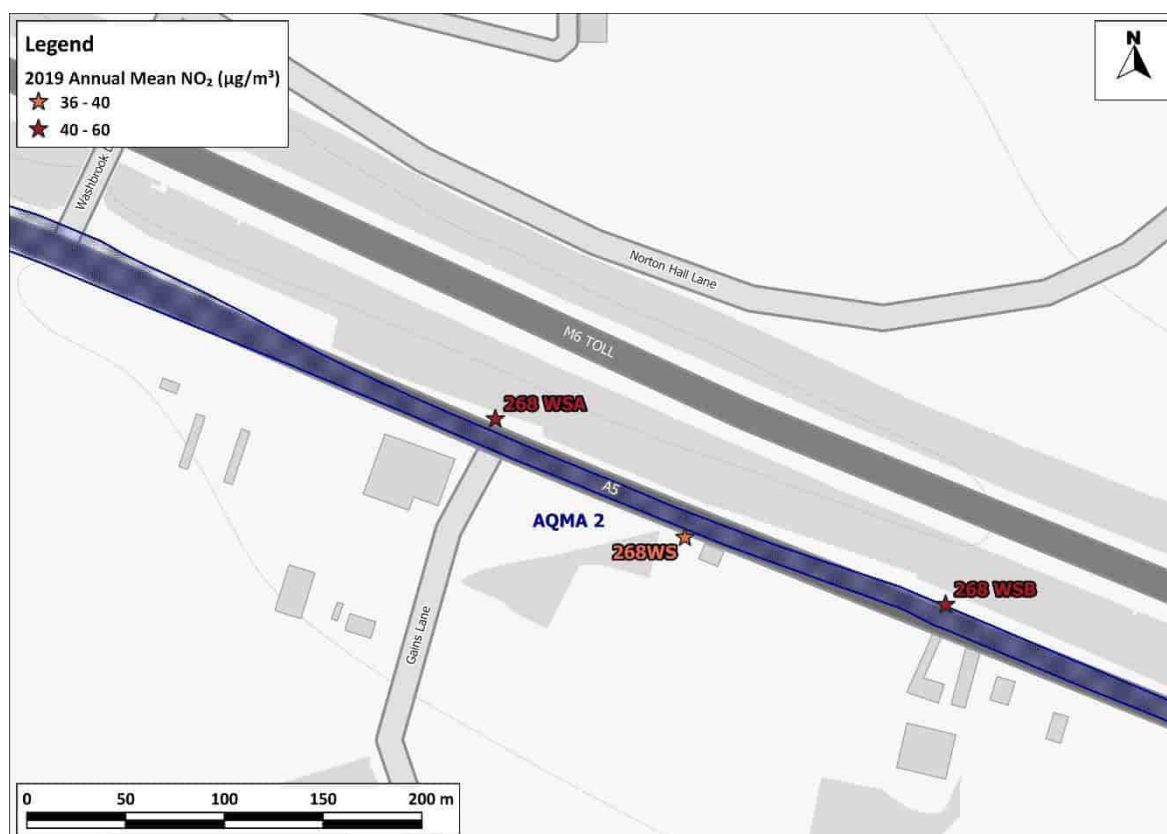 Legend
2019 Annual Mean NO₂ (µg/m³)
36 - 40
40 - 60
N
Washbrook
Norton Hall Lane
M6 TOLL
268 WSA
A5
AQMA 2
268WS
268 WSB
Gains Lane
0 50 100 150 200 m